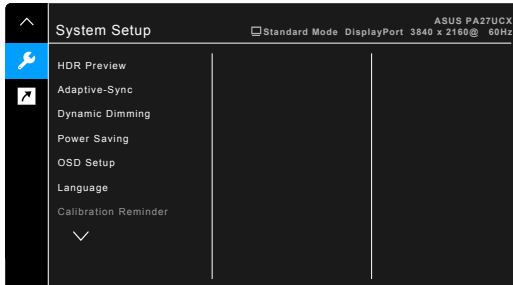 ASUS PA27UCX
System Setup
Standard Mode DisplayPort 3840 x 2160@ 60Hz
HDR Preview
Adaptive-Sync
Dynamic Dimming
Power Saving
OSD Setup
Language
Calibration Reminder